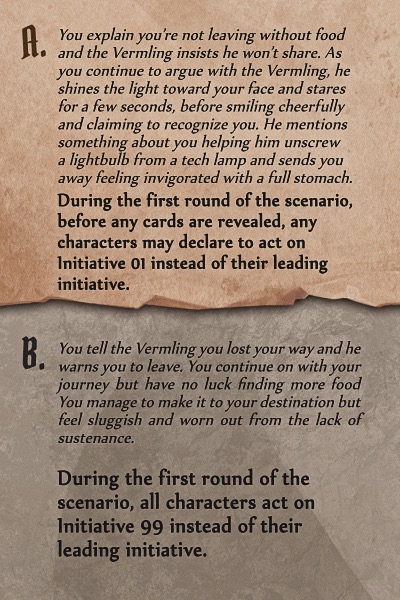 A.
You explain you're not leaving without food
and the Vermling insists he won't share. As
you continue to argue with the Vermling, he
shines the light toward your face and stares
for a few seconds, before smiling cheerfully
and claiming to recognize you. He mentions
something about you helping him unscrew
a lightbulb from a tech lamp and sends you
away feeling invigorated with a full stomach.
During the first round of the scenario,
before any cards are revealed, any
characters may declare to act on
Initiative 01 instead of their leading
initiative.
B.
You tell the Vermling you lost your way and he
warns you to leave. You continue on with your
journey but have no luck finding more food
You manage to make it to your destination but
feel sluggish and worn out from the lack of
sustenance.
During the first round of the
scenario, all characters act on
Initiative 99 instead of their
leading initiative.